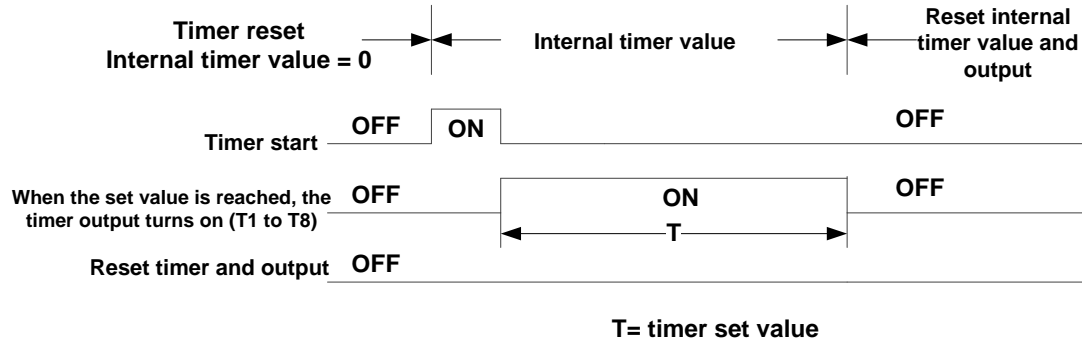 Timer reset
Internal timer value = 0
Internal timer value
Reset internal
timer value and
output
Timer start
OFF
ON
OFF
When the set value is reached, the
timer output turns on (T1 to T8)
OFF
ON
OFF
T
Reset timer and output
OFF
T= timer set value